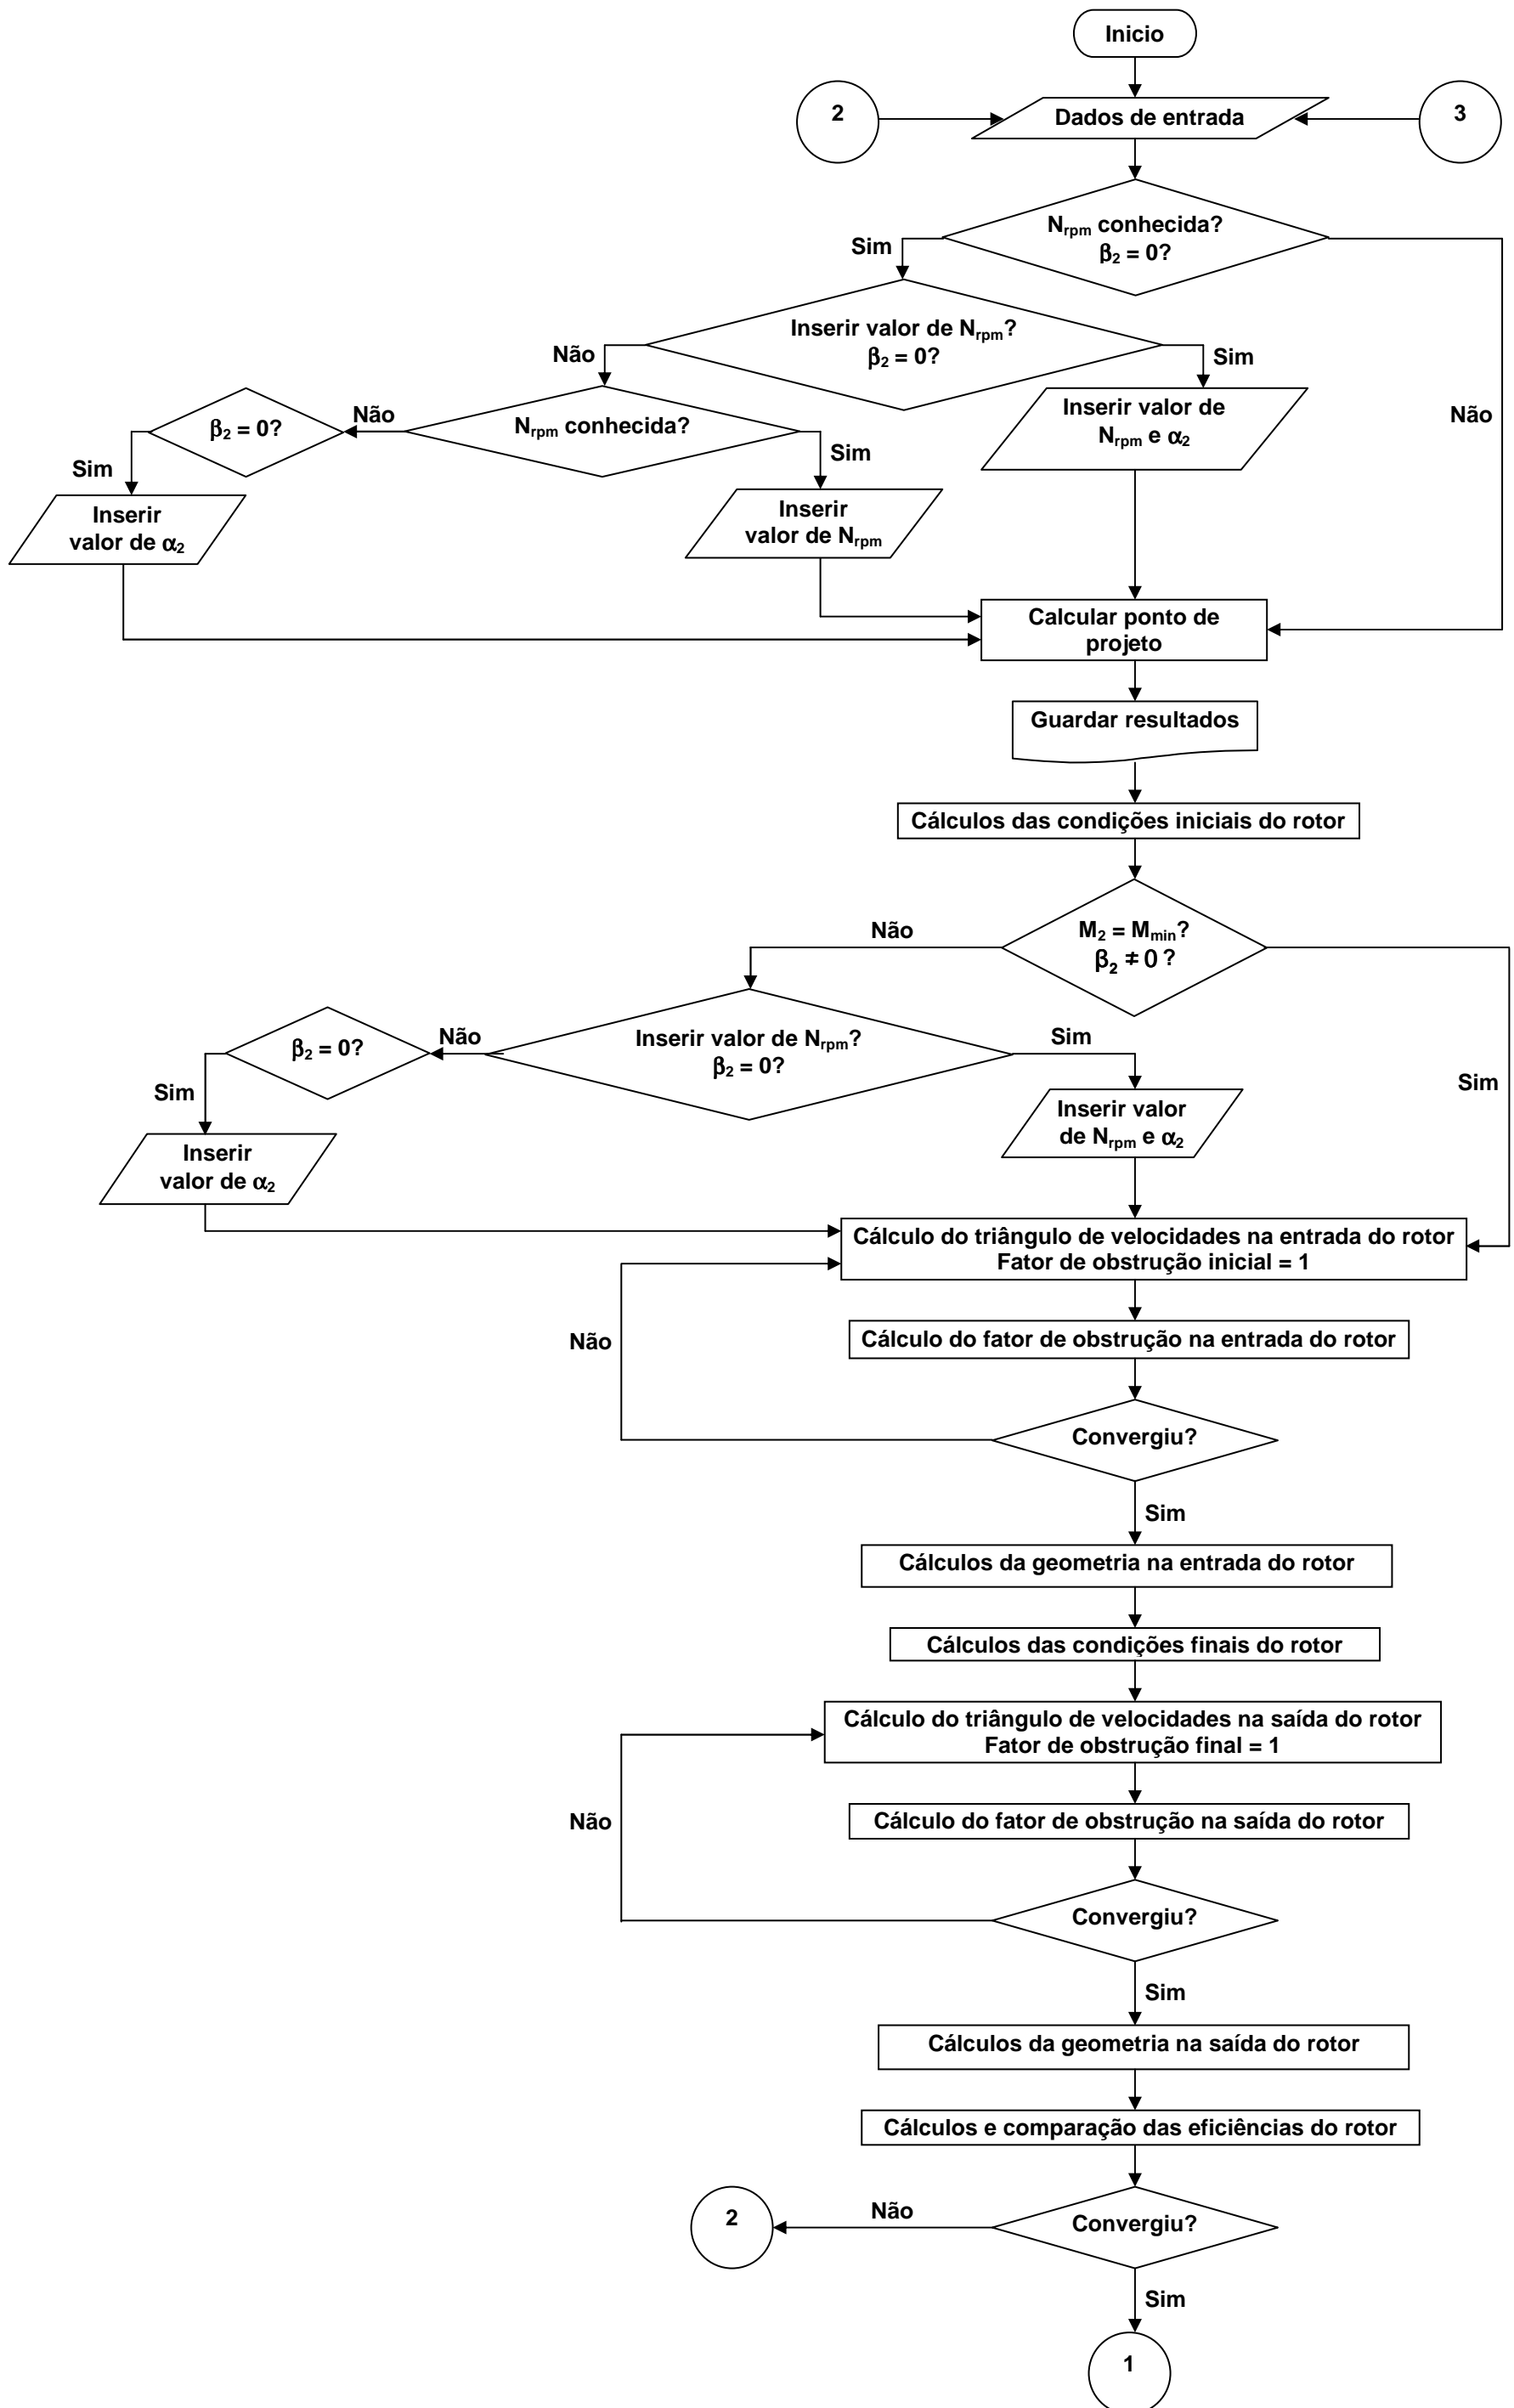 Inicio
2
Dados de entrada
3
N_rpm conhecida?
β₂ = 0?
Sim
Não
Inserir valor de N_rpm?
β₂ = 0?
Não
Sim
β₂ = 0?
Não
N_rpm conhecida?
Inserir valor de
N_rpm e α₂
Sim
Sim
Inserir
valor de α₂
Inserir
valor de N_rpm
Calcular ponto de
projeto
Guardar resultados
Cálculos das condições iniciais do rotor
M₂ = M_min?
β₂ ≠ 0 ?
Não
Sim
Inserir valor de N_rpm?
β₂ = 0?
Não
Sim
β₂ = 0?
Sim
Inserir valor
de N_rpm e α₂
Inserir
valor de α₂
Cálculo do triângulo de velocidades na entrada do rotor
Fator de obstrução inicial = 1
Não
Cálculo do fator de obstrução na entrada do rotor
Convergiu?
Sim
Cálculos da geometria na entrada do rotor
Cálculos das condições finais do rotor
Cálculo do triângulo de velocidades na saída do rotor
Fator de obstrução final = 1
Não
Cálculo do fator de obstrução na saída do rotor
Convergiu?
Sim
Cálculos da geometria na saída do rotor
Cálculos e comparação das eficiências do rotor
2
Não
Convergiu?
Sim
1